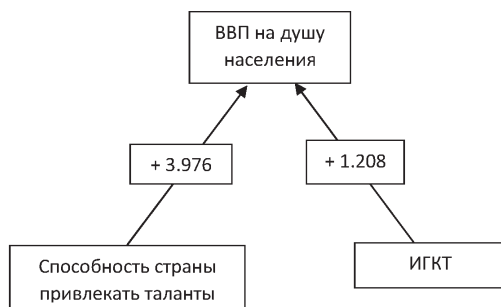 ВВП на душу
населения
+ 3.976
+ 1.208
Способность страны
привлекать таланты
ИГКТ